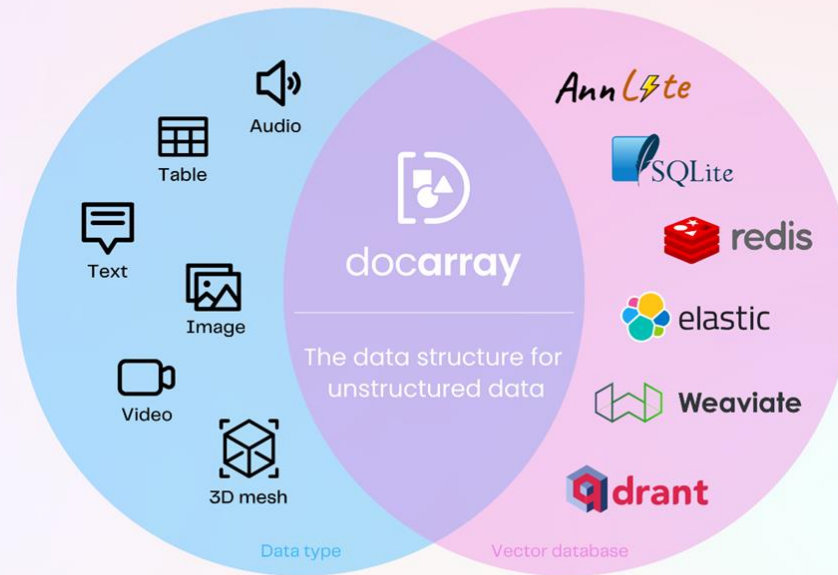 Audio
Table
Text
Image
Video
3D mesh
Data type
docarray
The data structure for
unstructured data
AnnLite
SQLite
redis
elastic
Weaviate
qdrant
Vector database